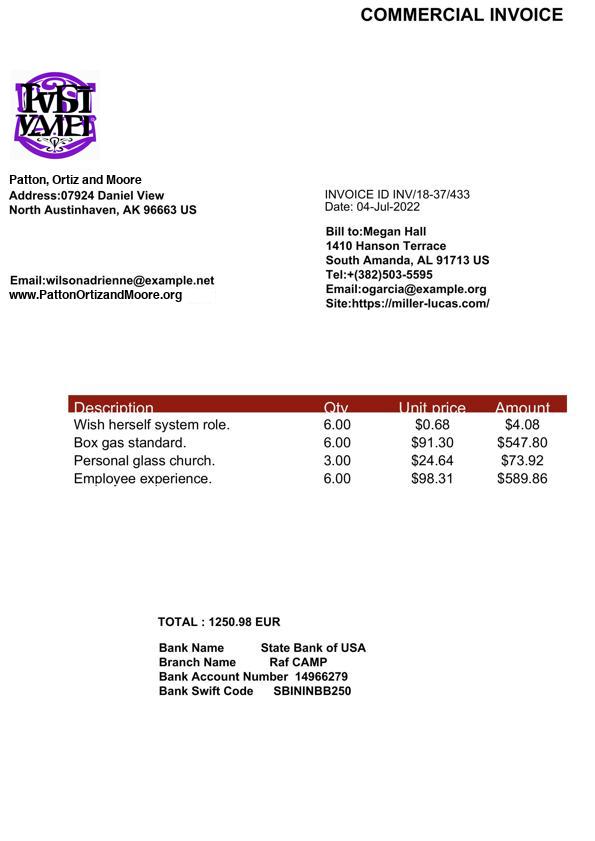 COMMERCIAL INVOICE
Patton, Ortiz and Moore
Address:07924 Daniel View
North Austinhaven, AK 96663 US
Email:wilsonadrienne@example.net
www.PattonOrtizandMoore.org
INVOICE ID INV/18-37/433
Date: 04-Jul-2022
Bill to:Megan Hall
1410 Hanson Terrace
South Amanda, AL 91713 US
Tel:+(382)503-5595
Email:ogarcia@example.org
Site:https://miller-lucas.com/
Description Qty Unit price Amount
Wish herself system role. 6.00 $0.68 $4.08
Box gas standard. 6.00 $91.30 $547.80
Personal glass church. 3.00 $24.64 $73.92
Employee experience. 6.00 $98.31 $589.86
TOTAL : 1250.98 EUR
Bank Name State Bank of USA
Branch Name Raf CAMP
Bank Account Number 14966279
Bank Swift Code SBININBB250